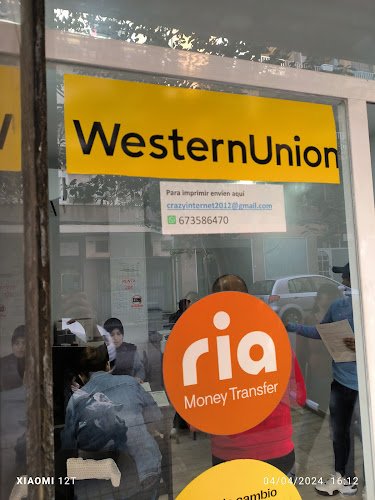 WesternUnion
Para imprimir envien aqui
crazyinternet2012@gmail.com
673586470
ria
Money Transfer
cambio
XIAOMI 12T
04/04/2024 16:12